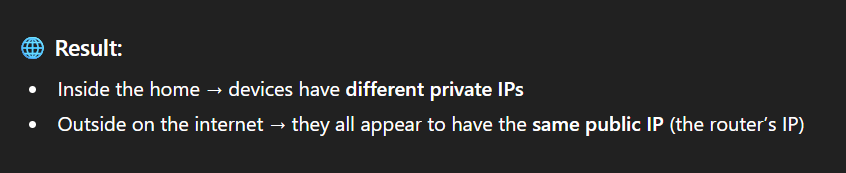 🌐 Result:
• Inside the home → devices have different private IPs
• Outside on the internet → they all appear to have the same public IP (the router’s IP)